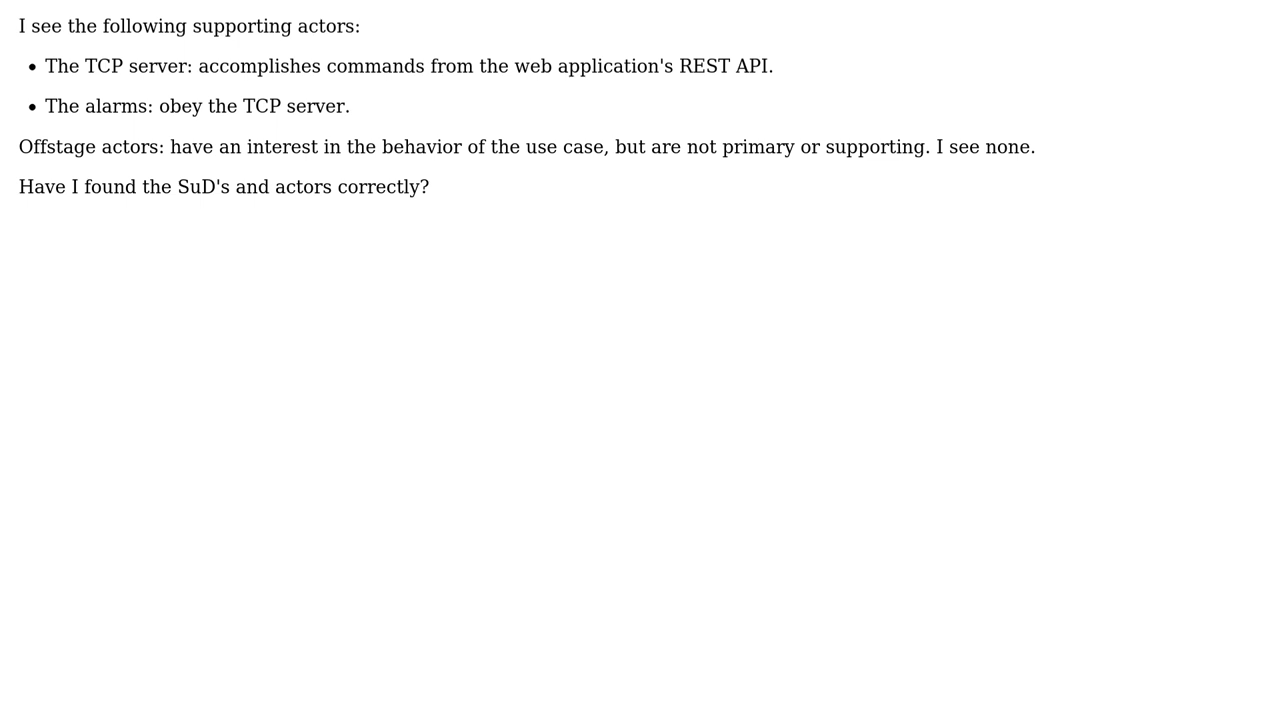 I see the following supporting actors:
• The TCP server: accomplishes commands from the web application's REST API.
• The alarms: obey the TCP server.
Offstage actors: have an interest in the behavior of the use case, but are not primary or supporting. I see none.
Have I found the SuD's and actors correctly?